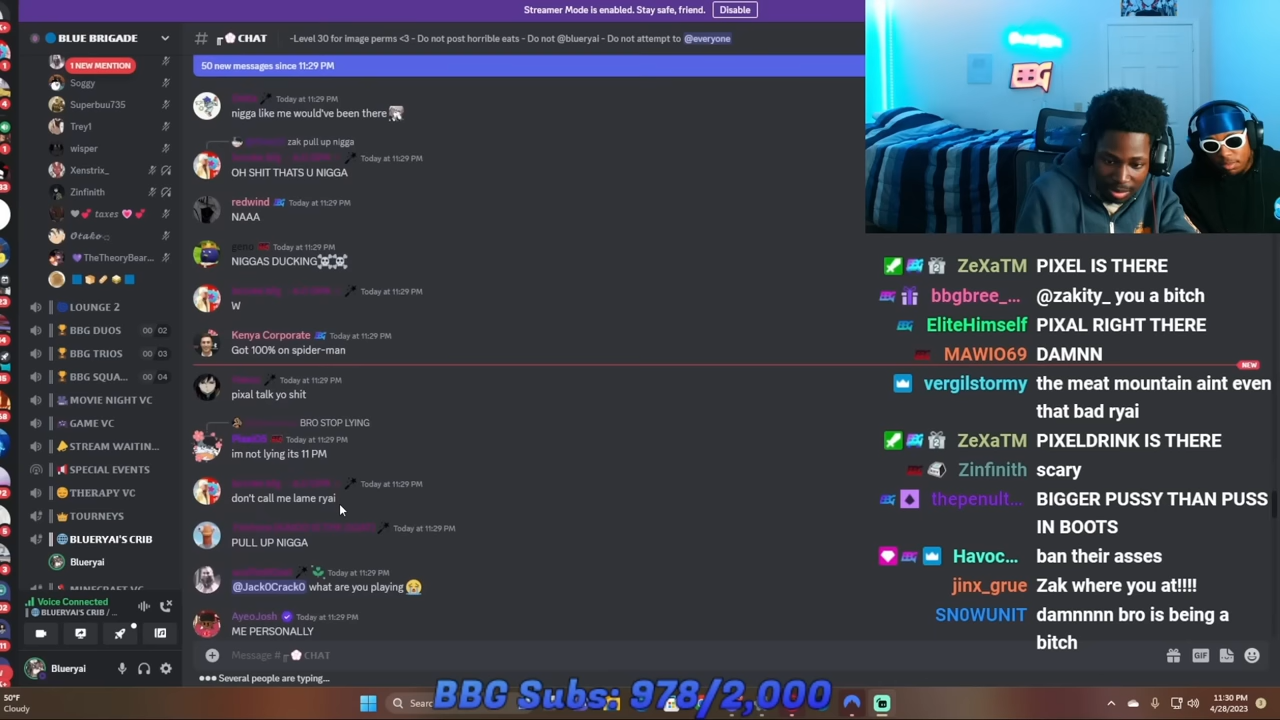 Streamer Mode is enabled. Stay safe, friend.
Disable
BLUE BRIGADE
1 NEW MENTION
Soggy
Superbuu735
Trey1
wisper
Xenstrix_
Zinfinith
taxes
Otako
TheTheoryBear...
LOUNGE 2
BBG DUOS 00 02
BBG TRIOS 00 03
BBG SQUA... 00 04
MOVIE NIGHT VC
GAME VC
STREAM WAITIN...
SPECIAL EVENTS
THERAPY VC
TOURNEYS
BLUERYAI'S CRIB
Blueryai
MINECRAFT VC
Voice Connected
BLUERYAI'S CRIB / ...
Blueryai
# CHAT
-Level 30 for image perms <3 - Do not post horrible eats - Do not @blueryai - Do not attempt to @everyone
50 new messages since 11:29 PM
Today at 11:29 PM
nigga like me would've been there
zak pull up nigga
Today at 11:29 PM
OH SHIT THATS U NIGGA
redwind Today at 11:29 PM
NAAA
Today at 11:29 PM
NIGGAS DUCKING
Today at 11:29 PM
W
Kenya Corporate Today at 11:29 PM
Got 100% on spider-man
NEW
Today at 11:29 PM
pixal talk yo shit
BRO STOP LYING
Today at 11:29 PM
im not lying its 11 PM
Today at 11:29 PM
don't call me lame ryai
Today at 11:29 PM
PULL UP NIGGA
Today at 11:29 PM
@Jack0Crack0 what are you playing
AyeoJosh Today at 11:29 PM
ME PERSONALLY
Message # CHAT
GIF
Several people are typing...
BBG
ZeXaTM PIXEL IS THERE
bbgbree_... @zakity_ you a bitch
EliteHimself PIXAL RIGHT THERE
MAWIO69 DAMNN
vergilstormy the meat mountain aint even
that bad ryai
ZeXaTM PIXELDRINK IS THERE
Zinfinith scary
thepenult... BIGGER PUSSY THAN PUSS
IN BOOTS
Havoc... ban their asses
jinx_grue Zak where you at!!!!
SN0WUNIT damnnnn bro is being a
bitch
50°F
Cloudy
Searc
BBG Subs: 978/2,000
11:30 PM
4/28/2023